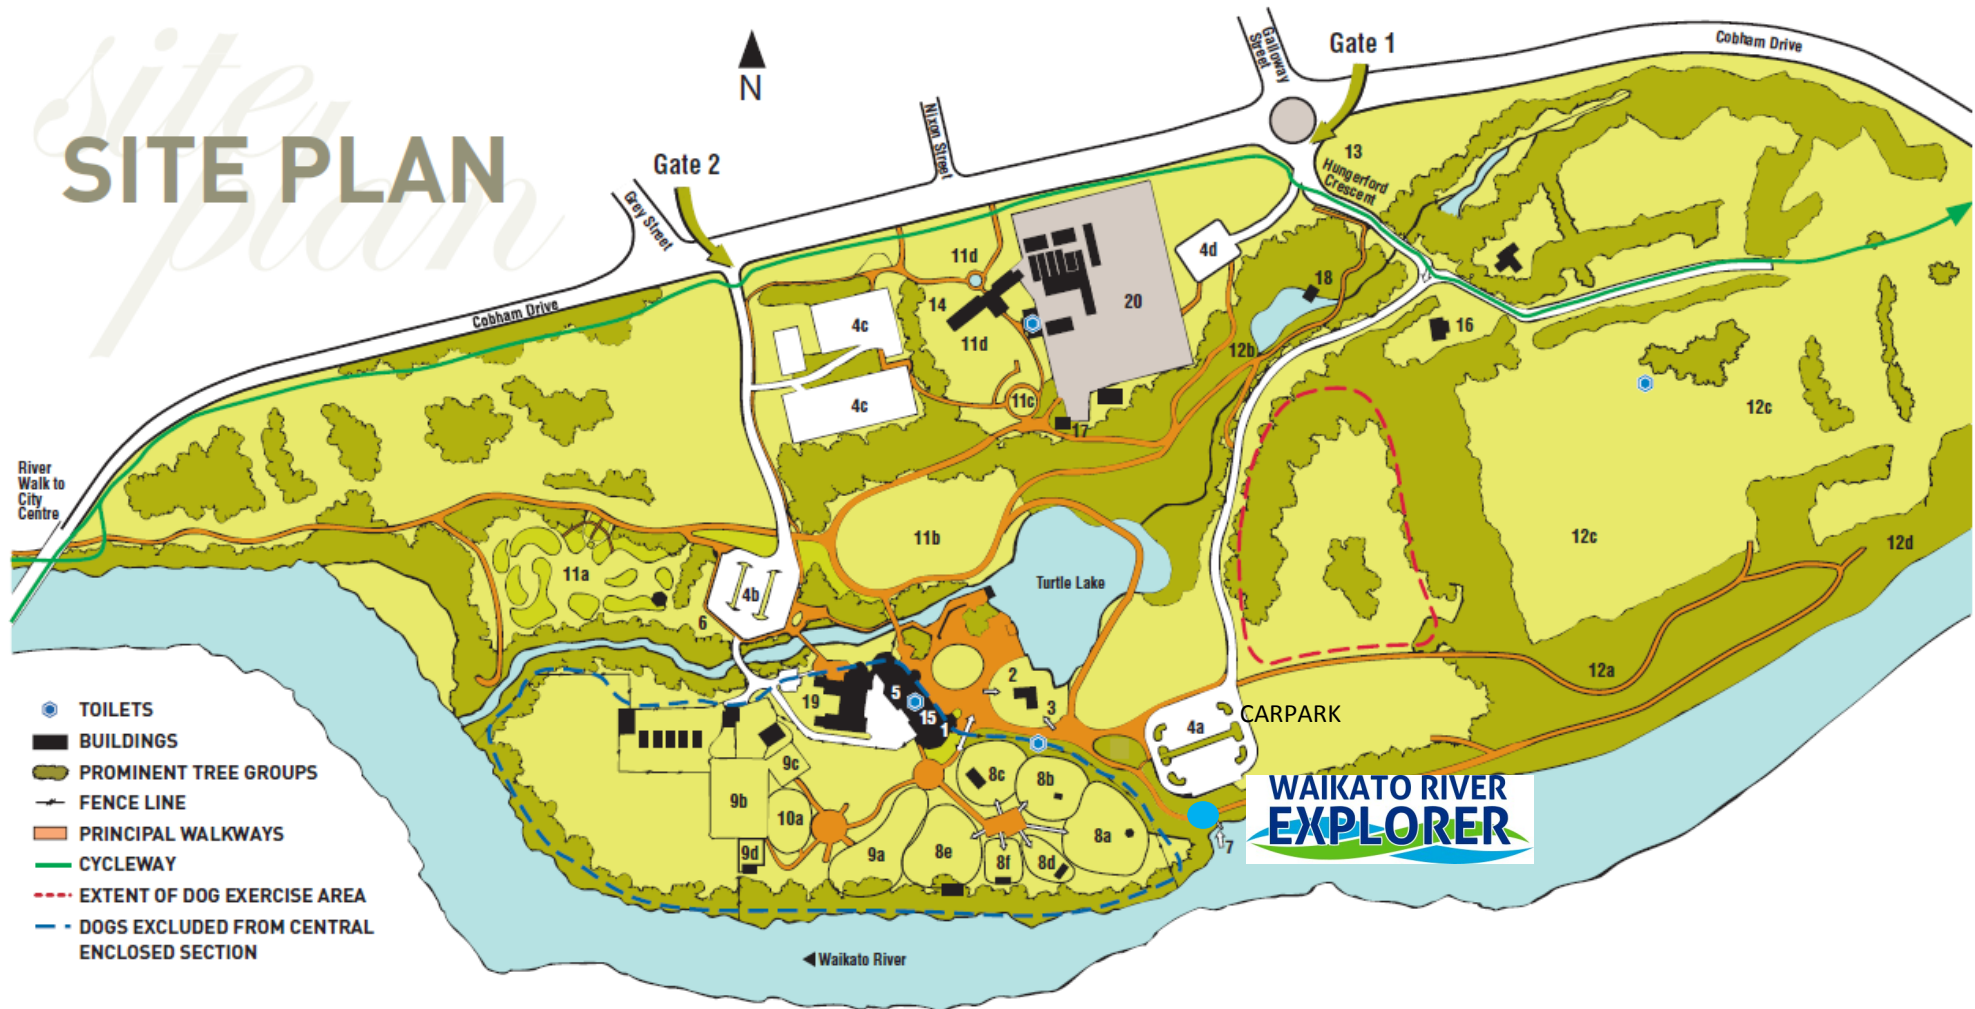 site
plan
SITE PLAN
N
Gate 1
Gate 2
Galloway
Street
Cobham Drive
Nixon Street
Grey Street
Cobham Drive
Hungerford
Crescent
13
4d
18
11d
14
20
16
4c
11d
12b
12c
4c
11c
17
River
Walk to
City
Centre
11b
12c
12d
11a
4b
Turtle Lake
6
12a
2
19
5
3
15
1
4a
CARPARK
9c
8c
8b
9b
10a
8a
WAIKATO RIVER
EXPLORER
7
9d
9a
8e
8f
8d
Waikato River
TOILETS
BUILDINGS
PROMINENT TREE GROUPS
FENCE LINE
PRINCIPAL WALKWAYS
CYCLEWAY
EXTENT OF DOG EXERCISE AREA
DOGS EXCLUDED FROM CENTRAL
ENCLOSED SECTION